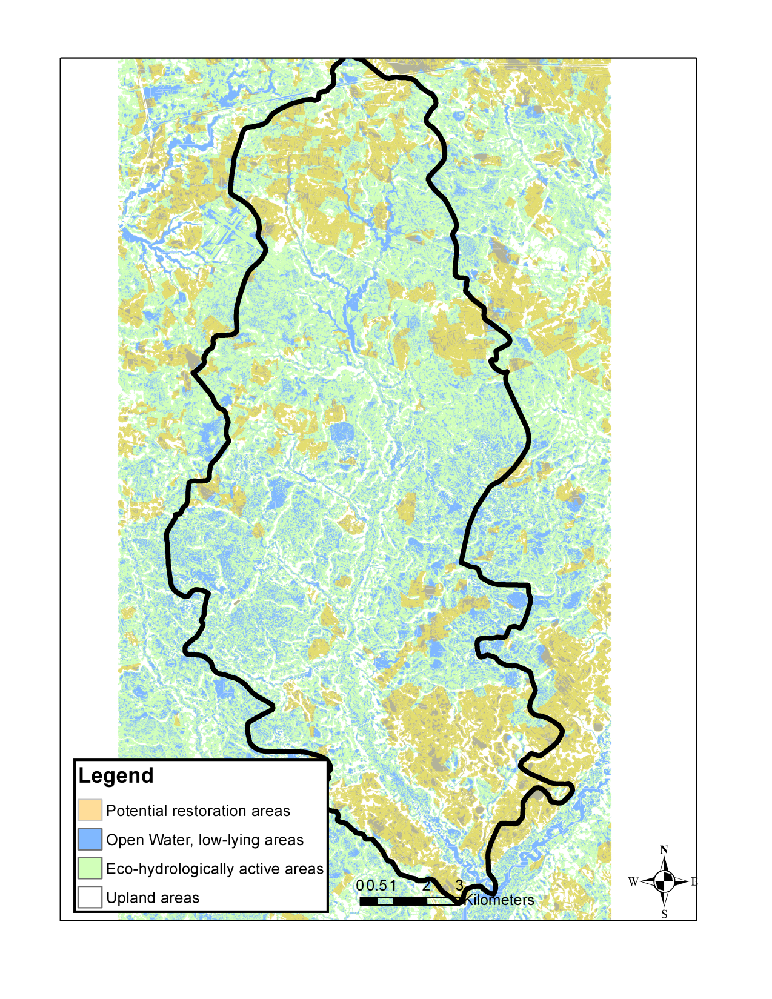 Legend
Potential restoration areas
Open Water, low-lying areas
Eco-hydrologically active areas
Upland areas
0 0.5 1 2 3
Kilometers
N
W E
S